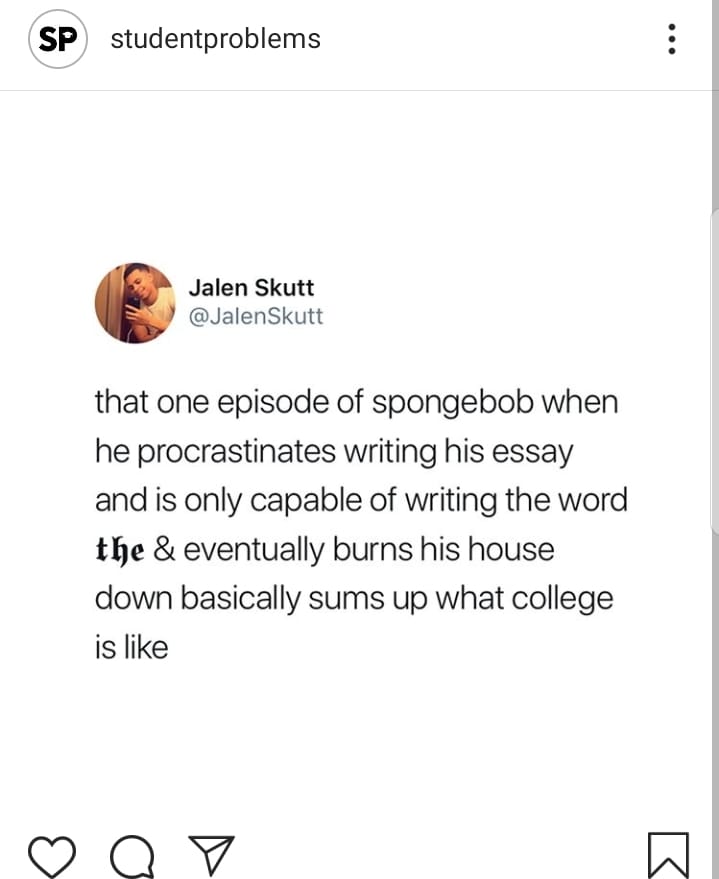 SP studentproblems
Jalen Skutt
@JalenSkutt
that one episode of spongebob when
he procrastinates writing his essay
and is only capable of writing the word
𝖙𝖍𝖊 & eventually burns his house
down basically sums up what college
is like